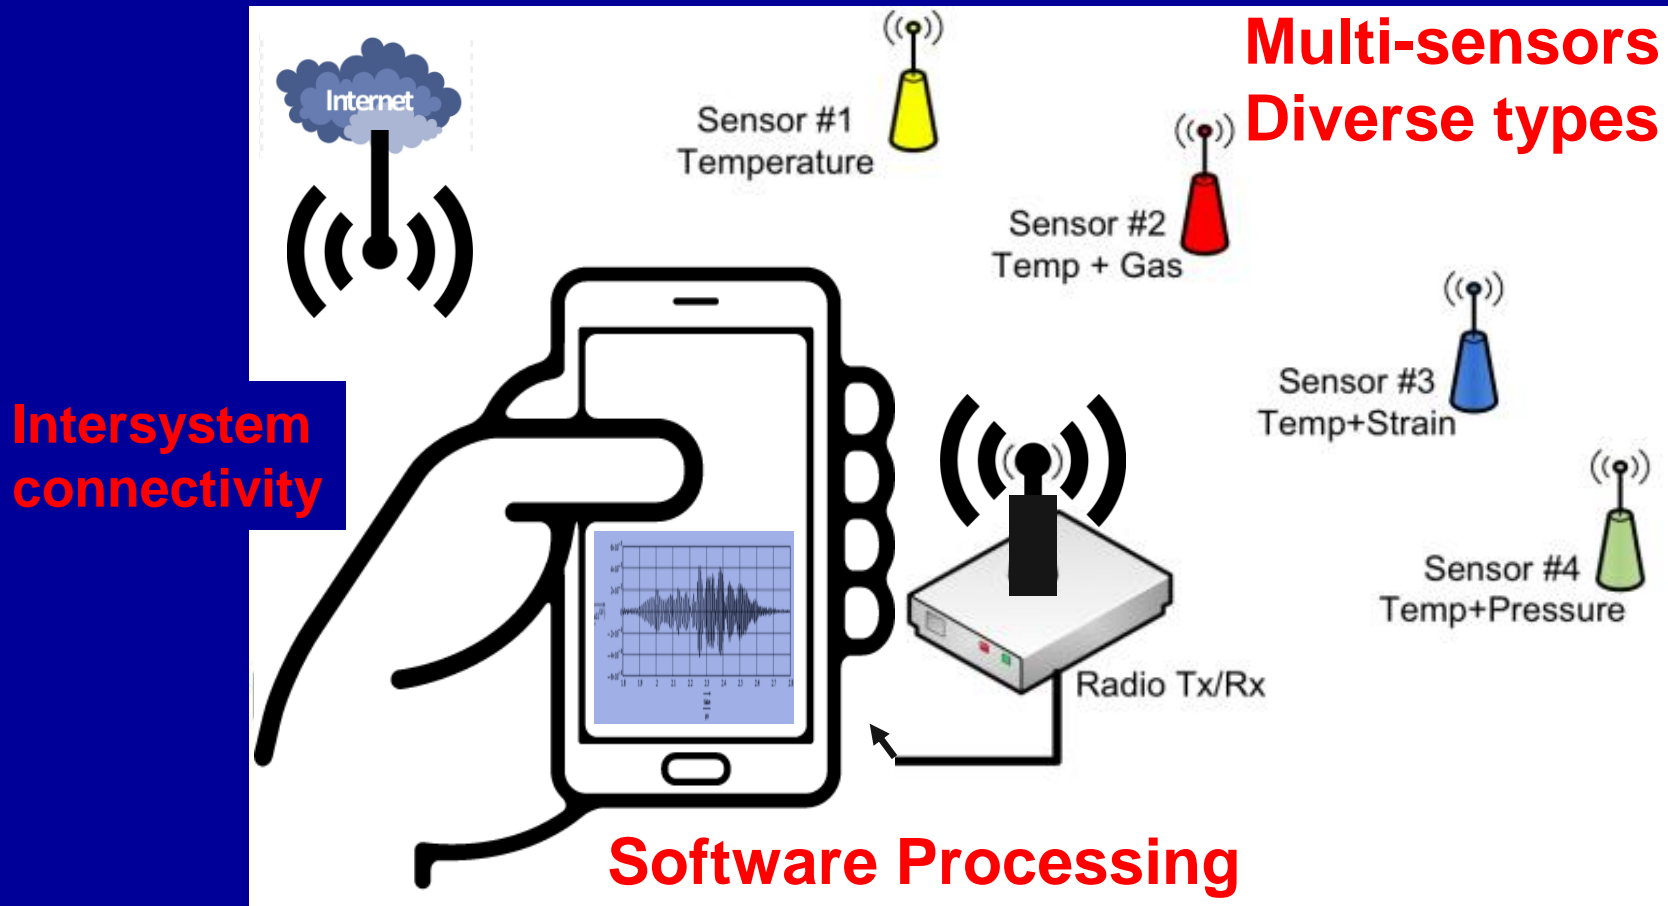 Internet
Multi-sensors
Diverse types
Sensor #1
Temperature
Sensor #2
Temp + Gas
Sensor #3
Temp+Strain
Sensor #4
Temp+Pressure
Intersystem
connectivity
Radio Tx/Rx
Software Processing